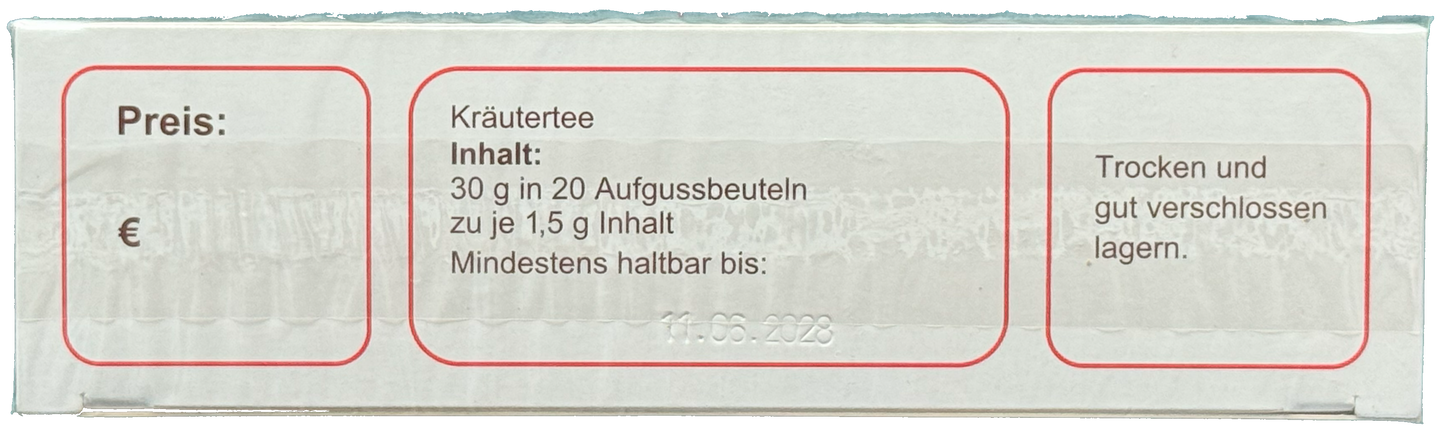 Preis:
€
Kräutertee
Inhalt:
30 g in 20 Aufgussbeuteln
zu je 1,5 g Inhalt
Mindestens haltbar bis:
11.06.2028
Trocken und
gut verschlossen
lagern.